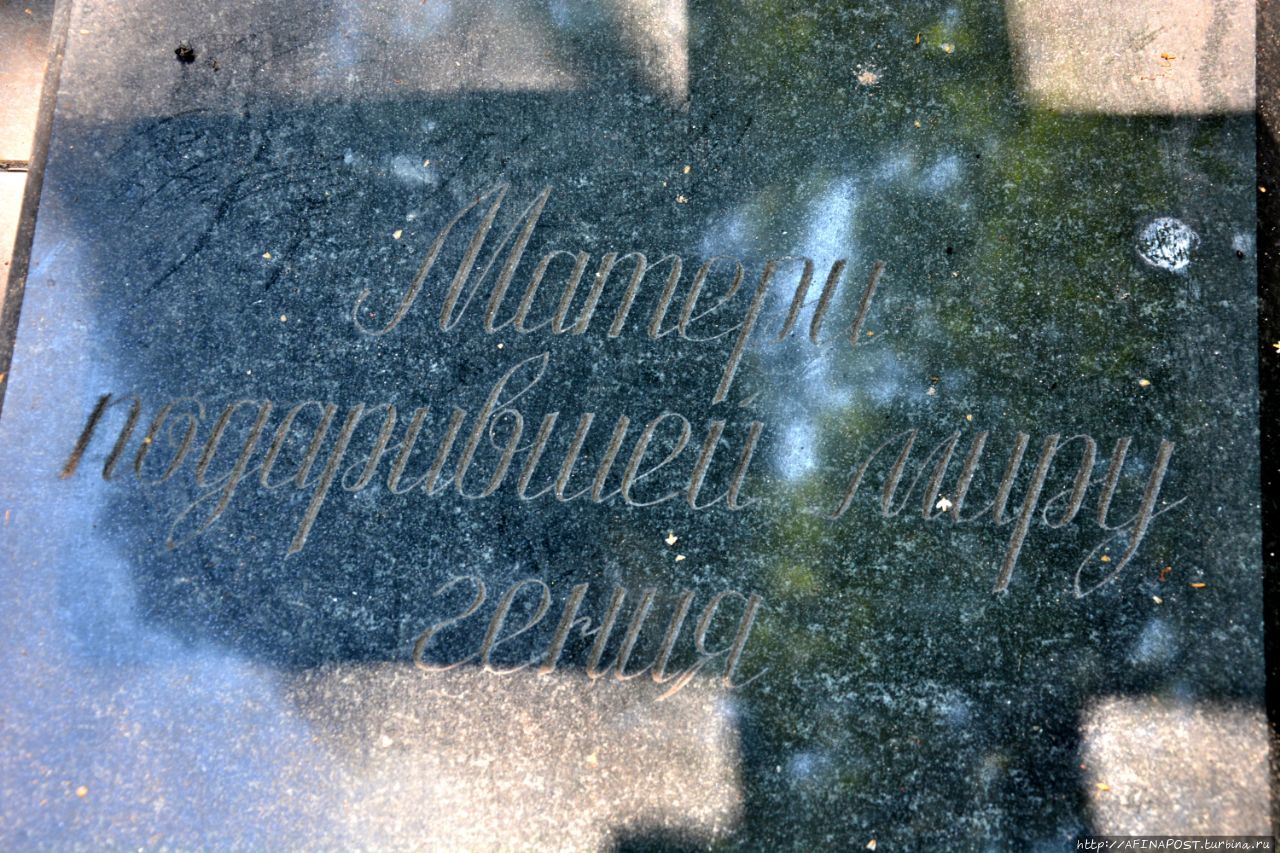 Матери
подарившей миру
гения
http://AFINAPOST.turbina.ru